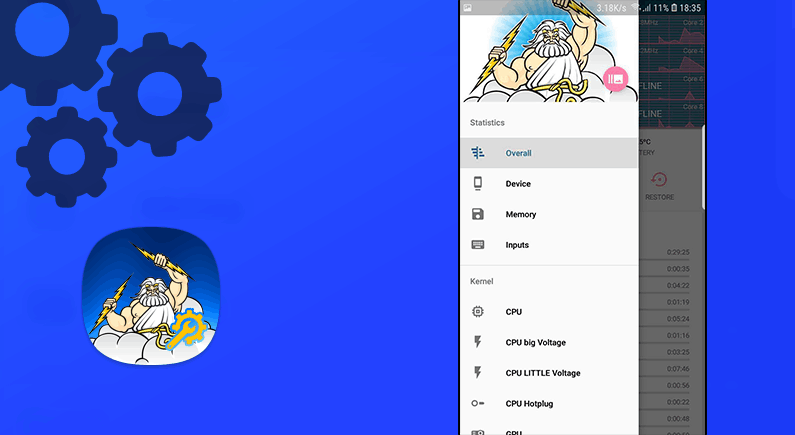 3.18K/s 11% 18:35
MHz Core 2
MHz Core 4
FLINE Core 6
FLINE Core 8
Statistics
Overall
Device
Memory
Inputs
5°C
TERY
RESTORE
Kernel
CPU
CPU big Voltage
CPU LITTLE Voltage
CPU Hotplug
GPU
0:29:25
0:00:35
0:04:22
0:01:19
0:05:24
0:01:16
0:03:25
0:07:46
0:00:56
0:00:22
0:00:48